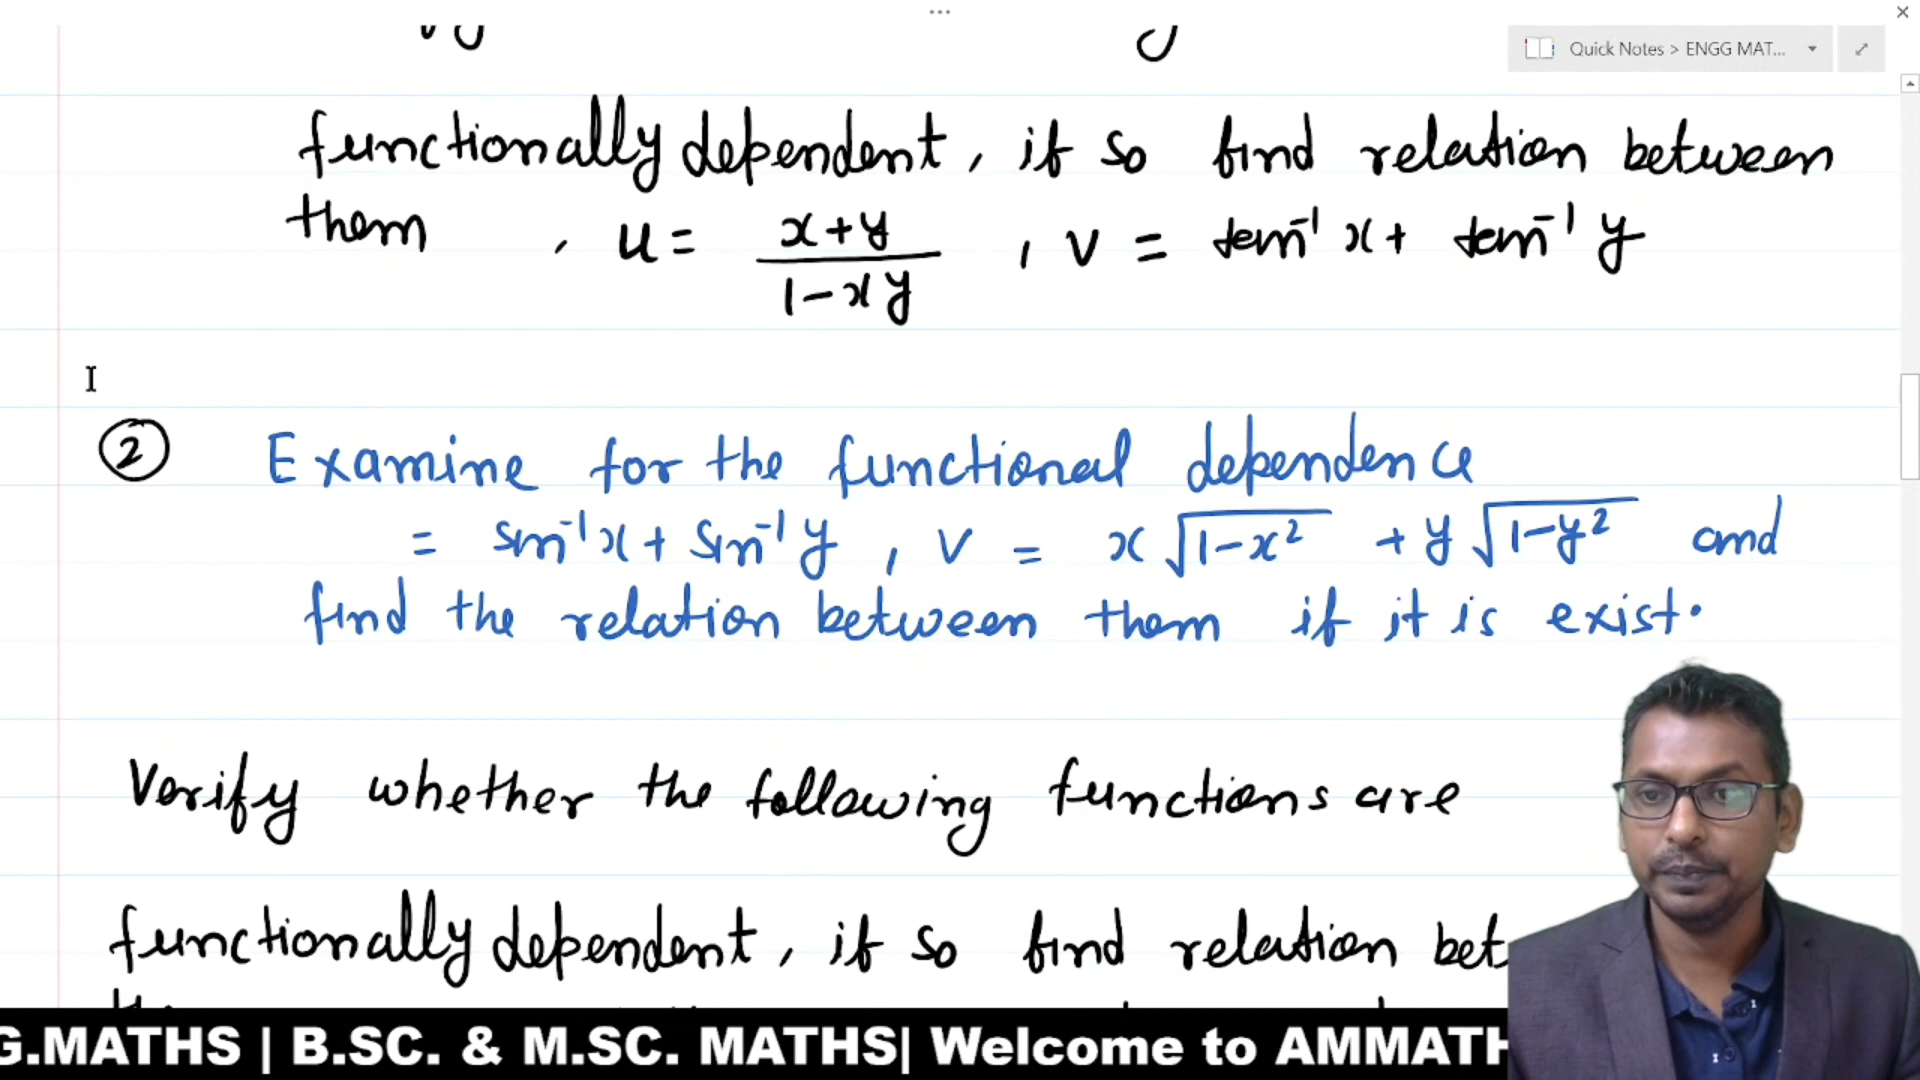 Quick Notes > ENGG MAT...
functionally dependent, if so find relation between
them , u = x+y / 1-xy , v = tan⁻¹ x + tan⁻¹ y
② Examine for the functional dependence
= sin⁻¹x + sin⁻¹y , v = x√1-x² + y√1-y² and
find the relation between them if it is exist.
Verify whether the following functions are
functionally dependent, if so find relation bet
G.MATHS | B.SC. & M.SC. MATHS| Welcome to AMMATH